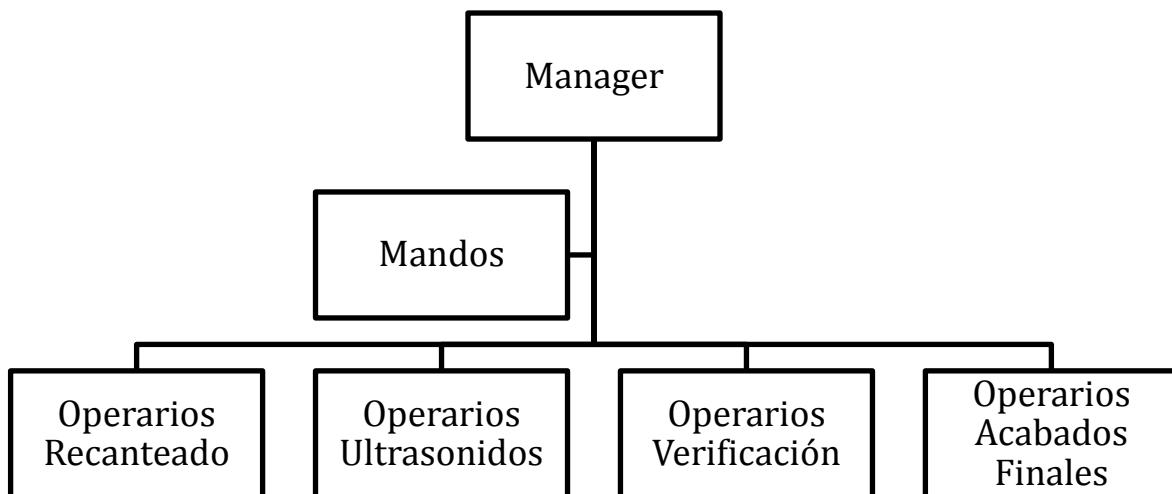 Manager
Mandos
Operarios
Recanteado
Operarios
Ultrasonidos
Operarios
Verificación
Operarios
Acabados
Finales